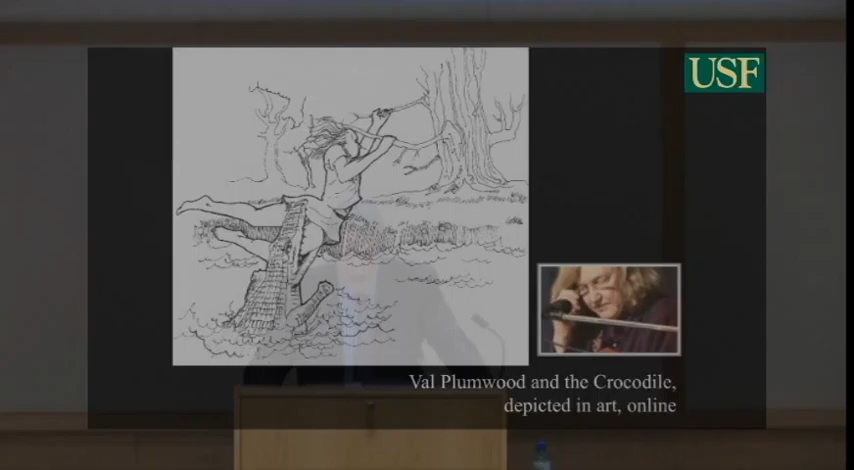 USF
Val Plumwood and the Crocodile,
depicted in art, online